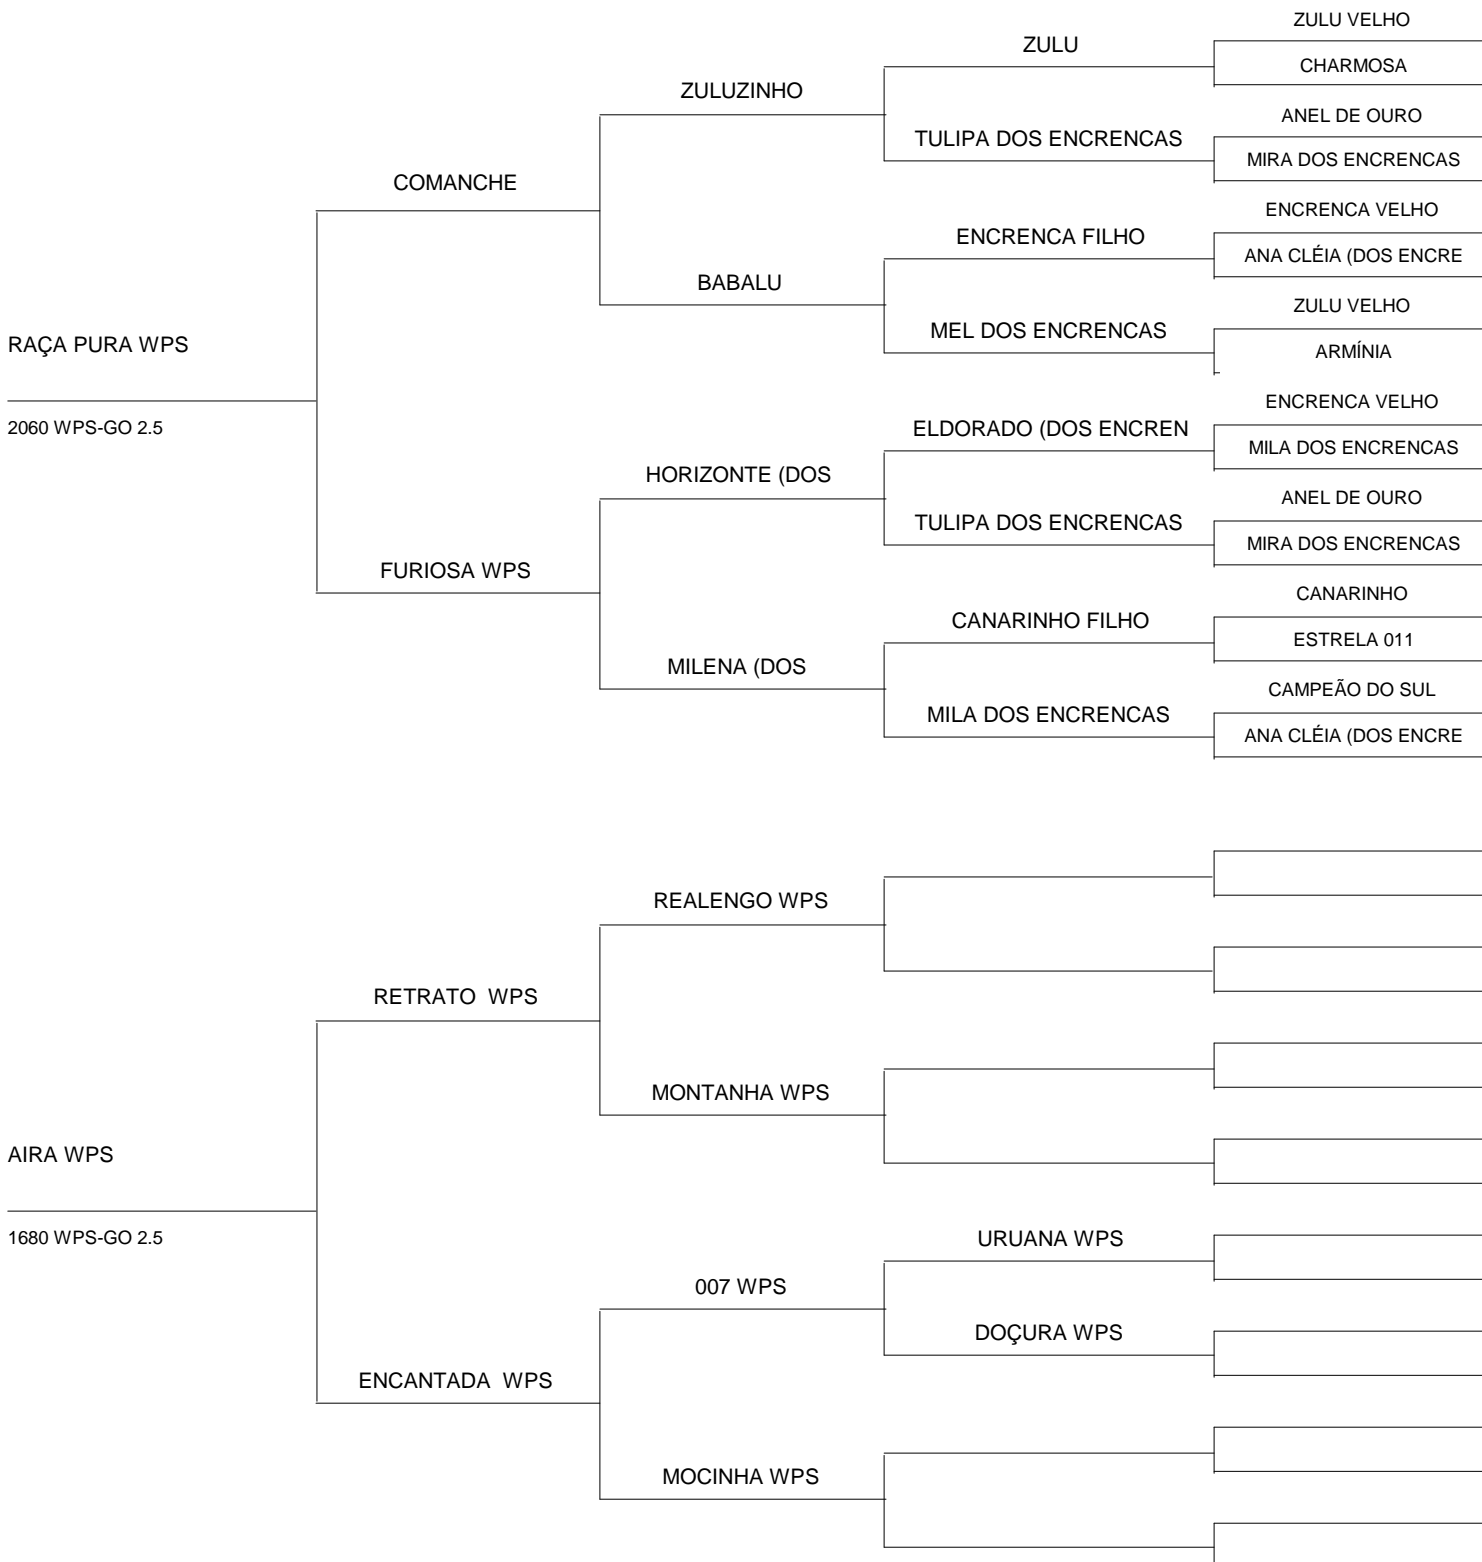 ZULU VELHO
ZULU
CHARMOSA
ZULUZINHO
ANEL DE OURO
TULIPA DOS ENCRENCAS
MIRA DOS ENCRENCAS
COMANCHE
ENCRENCA VELHO
ENCRENCA FILHO
ANA CLÉIA (DOS ENCRE
BABALU
ZULU VELHO
MEL DOS ENCRENCAS
ARMÍNIA
RAÇA PURA WPS
2060 WPS-GO 2.5
ENCRENCA VELHO
ELDORADO (DOS ENCREN
MILA DOS ENCRENCAS
HORIZONTE (DOS
ANEL DE OURO
TULIPA DOS ENCRENCAS
MIRA DOS ENCRENCAS
FURIOSA WPS
CANARINHO
CANARINHO FILHO
ESTRELA 011
MILENA (DOS
CAMPEÃO DO SUL
MILA DOS ENCRENCAS
ANA CLÉIA (DOS ENCRE
REALENGO WPS
RETRATO  WPS
MONTANHA WPS
AIRA WPS
1680 WPS-GO 2.5
URUANA WPS
007 WPS
DOÇURA WPS
ENCANTADA  WPS
MOCINHA WPS